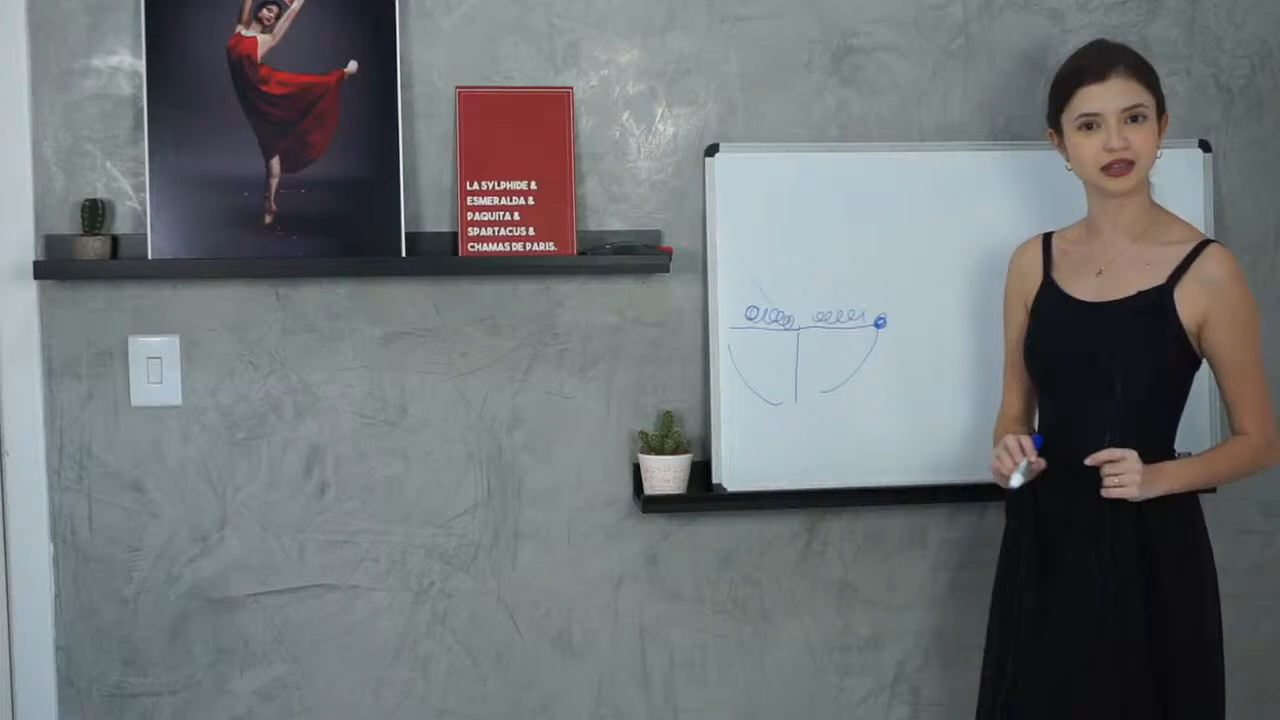 LA SYLPHIDE &
ESMERALDA &
PAQUITA &
SPARTACUS &
CHAMAS DE PARIS.